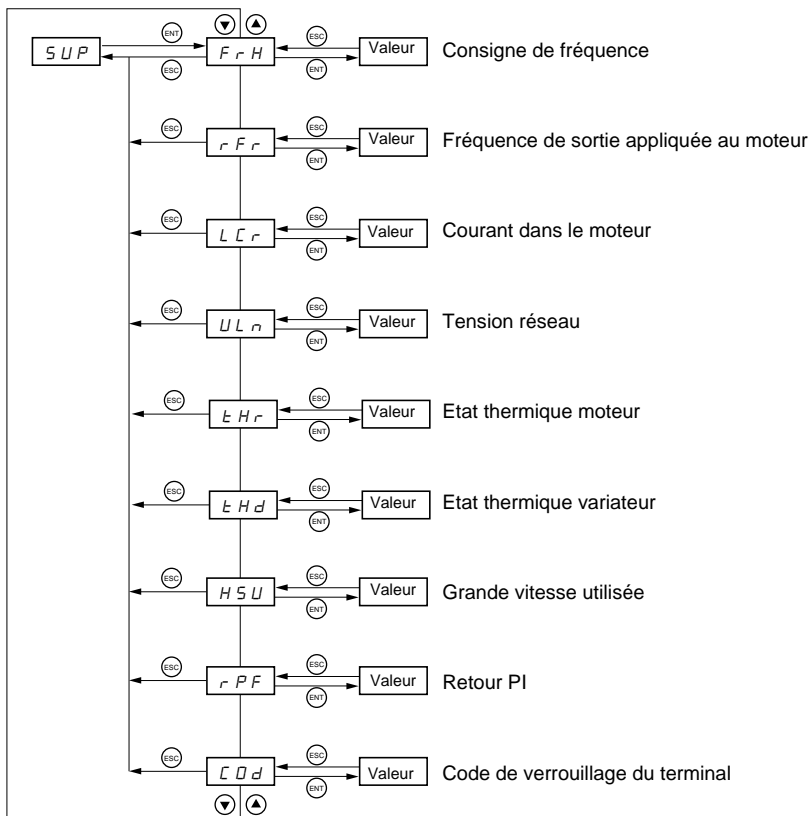 ENT ESC
SUP FrH Valeur Consigne de fréquence
ESC ENT
ESC ESC
rFr Valeur Fréquence de sortie appliquée au moteur
ENT
ESC ESC
LCr Valeur Courant dans le moteur
ENT
ESC ESC
ULn Valeur Tension réseau
ENT
ESC ESC
tHr Valeur Etat thermique moteur
ENT
ESC ESC
tHd Valeur Etat thermique variateur
ENT
ESC ESC
HSU Valeur Grande vitesse utilisée
ENT
ESC ESC
rPF Valeur Retour PI
ENT
ESC ESC
COd Valeur Code de verrouillage du terminal
ENT